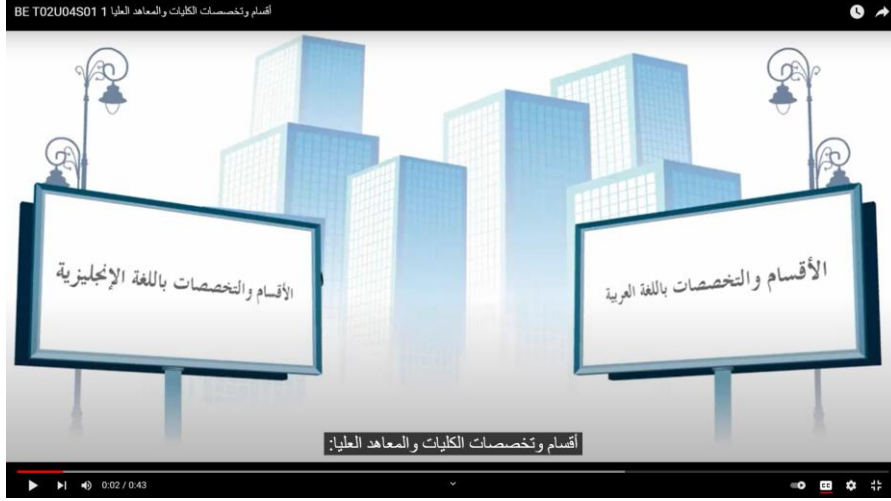 BE T02U04S01 1 أقسام وتخصصات الكليات والمعاهد العليا
الأقسام والتخصصات باللغة العربية
الأقسام والتخصصات باللغة الإنجليزية
أقسام وتخصصات الكليات والمعاهد العليا:
0:02 / 0:43
CC